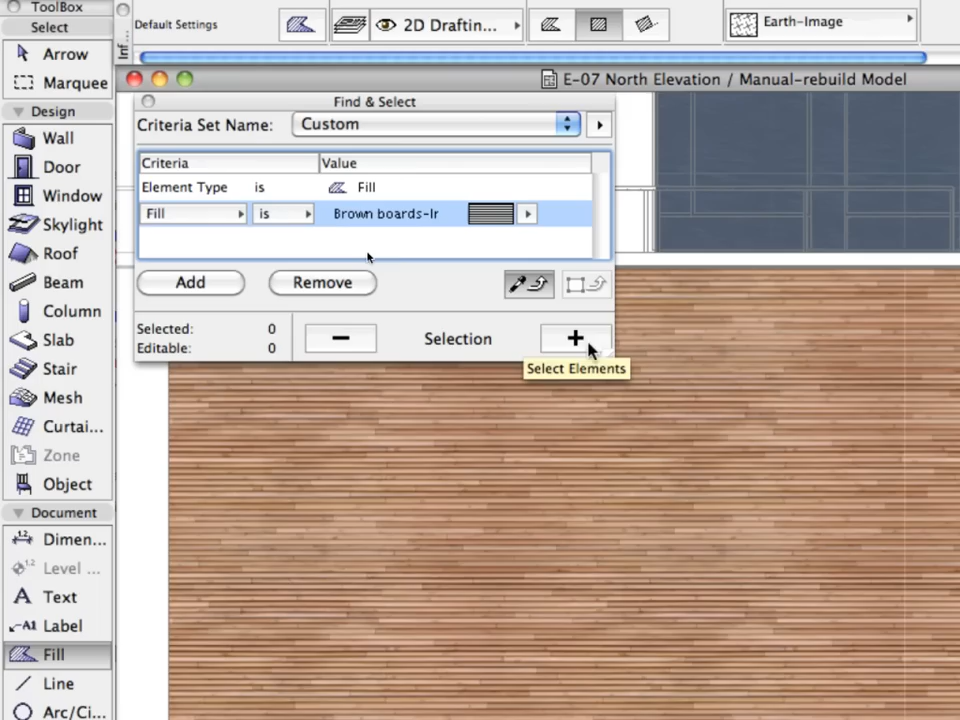 ToolBox
Select
Arrow
Marquee
Design
Wall
Door
Window
Skylight
Roof
Beam
Column
Slab
Stair
Mesh
Curtai...
Zone
Object
Document
Dimen...
Level ...
Text
A1 Label
Fill
Line
Arc/Ci...
Inf...
Default Settings
2D Draftin...
Earth-Image
E-07 North Elevation / Manual-rebuild Model
Find & Select
Criteria Set Name: Custom
Criteria Value
Element Type is Fill
Fill is Brown boards-Ir
Add Remove
Selected: 0
Editable: 0
− Selection +
Select Elements